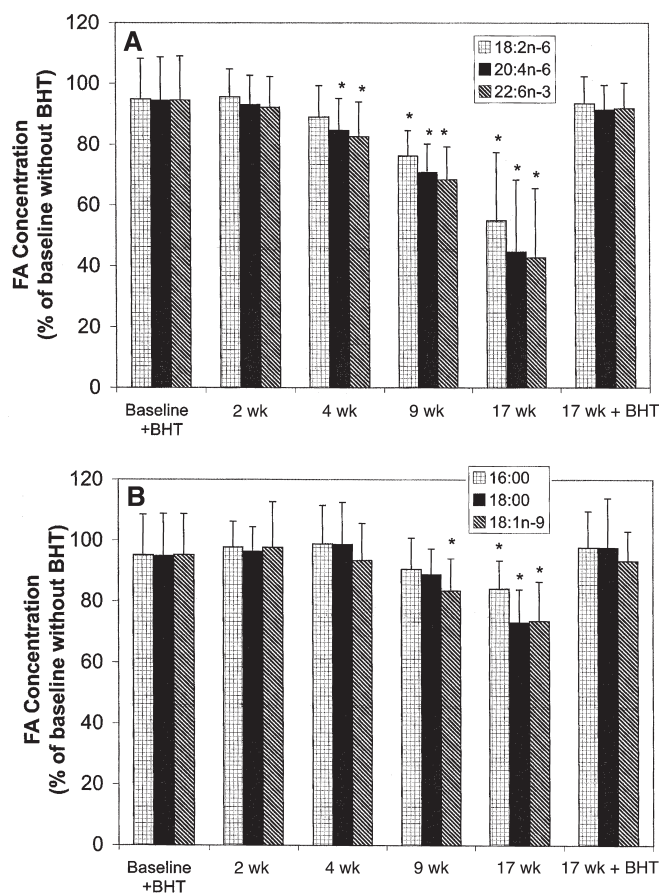 A
18:2n-6
20:4n-6
22:6n-3
FA Concentration
(% of baseline without BHT)
120
100
80
60
40
20
0
* * * * * * * *
Baseline
+BHT
2 wk
4 wk
9 wk
17 wk
17 wk + BHT
B
16:00
18:00
18:1n-9
FA Concentration
(% of baseline without BHT)
120
100
80
60
40
20
0
* * * *
Baseline
+BHT
2 wk
4 wk
9 wk
17 wk
17 wk + BHT